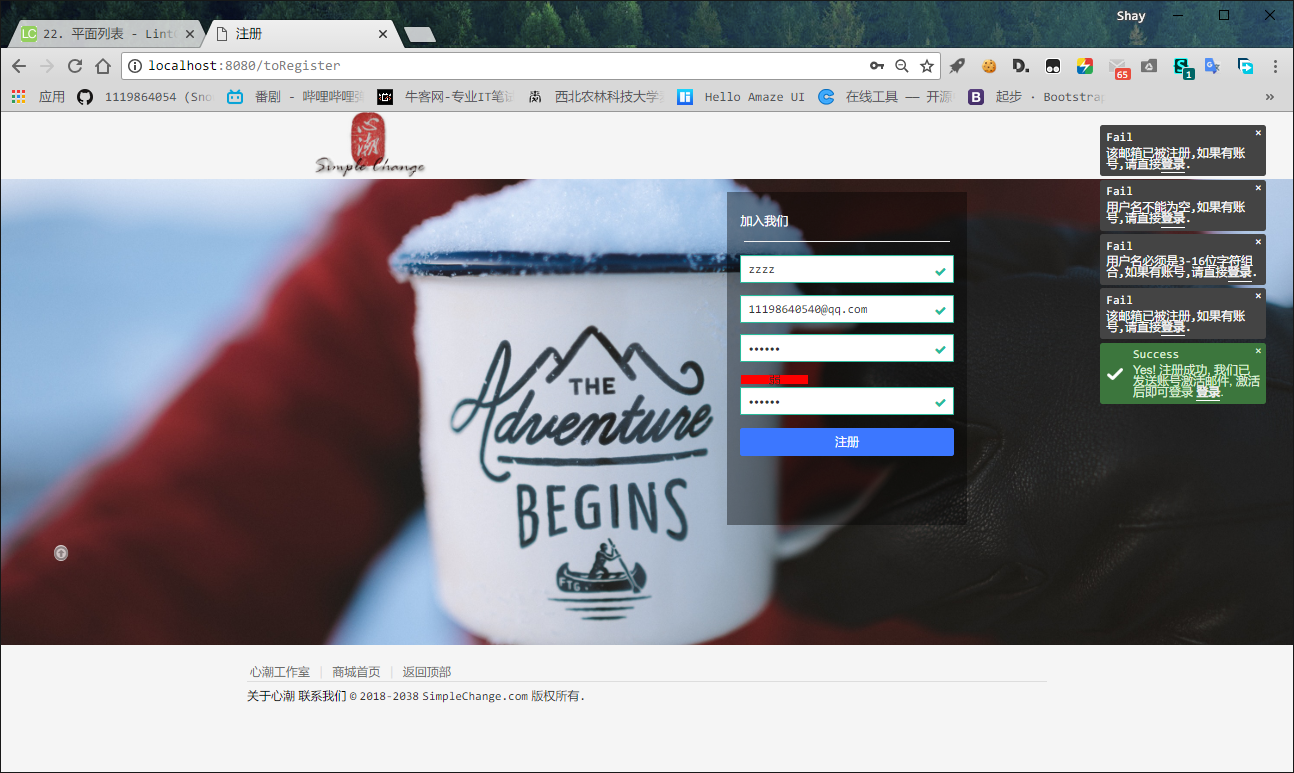 Shay
22. 平面列表 - Lint
注册
localhost:8080/toRegister
65
1
应用
1119864054 (Sno
番剧 - 哔哩哔哩弹
牛客网-专业IT笔试
西北农林科技大学
Hello Amaze UI
在线工具 —— 开源
起步 · Bootstrap
心潮
Simple Change
加入我们
zzzz
11198640540@qq.com
••••••
••••••
注册
THE
Adventure
BEGINS
FTG
Fail
该邮箱已被注册,如果有账
号,请直接登录.
Fail
用户名不能为空,如果有账
号,请直接登录.
Fail
用户名必须是3-16位字符组
合,如果有账号,请直接登录.
Fail
该邮箱已被注册,如果有账
号,请直接登录.
Success
Yes! 注册成功, 我们已
发送账号激活邮件, 激活
后即可登录 登录.
心潮工作室 | 商城首页 | 返回顶部
关于心潮 联系我们 © 2018-2038 SimpleChange.com 版权所有.